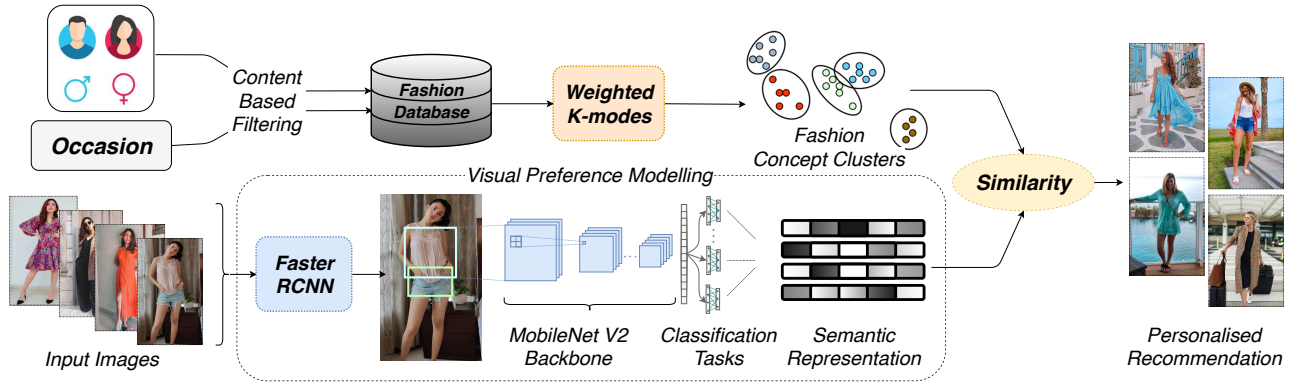 Content
Based
Filtering
Occasion
Fashion
Database
Weighted
K-modes
Fashion
Concept Clusters
Similarity
Visual Preference Modelling
Faster
RCNN
Input Images
MobileNet V2
Backbone
Classification
Tasks
Semantic
Representation
Personalised
Recommendation